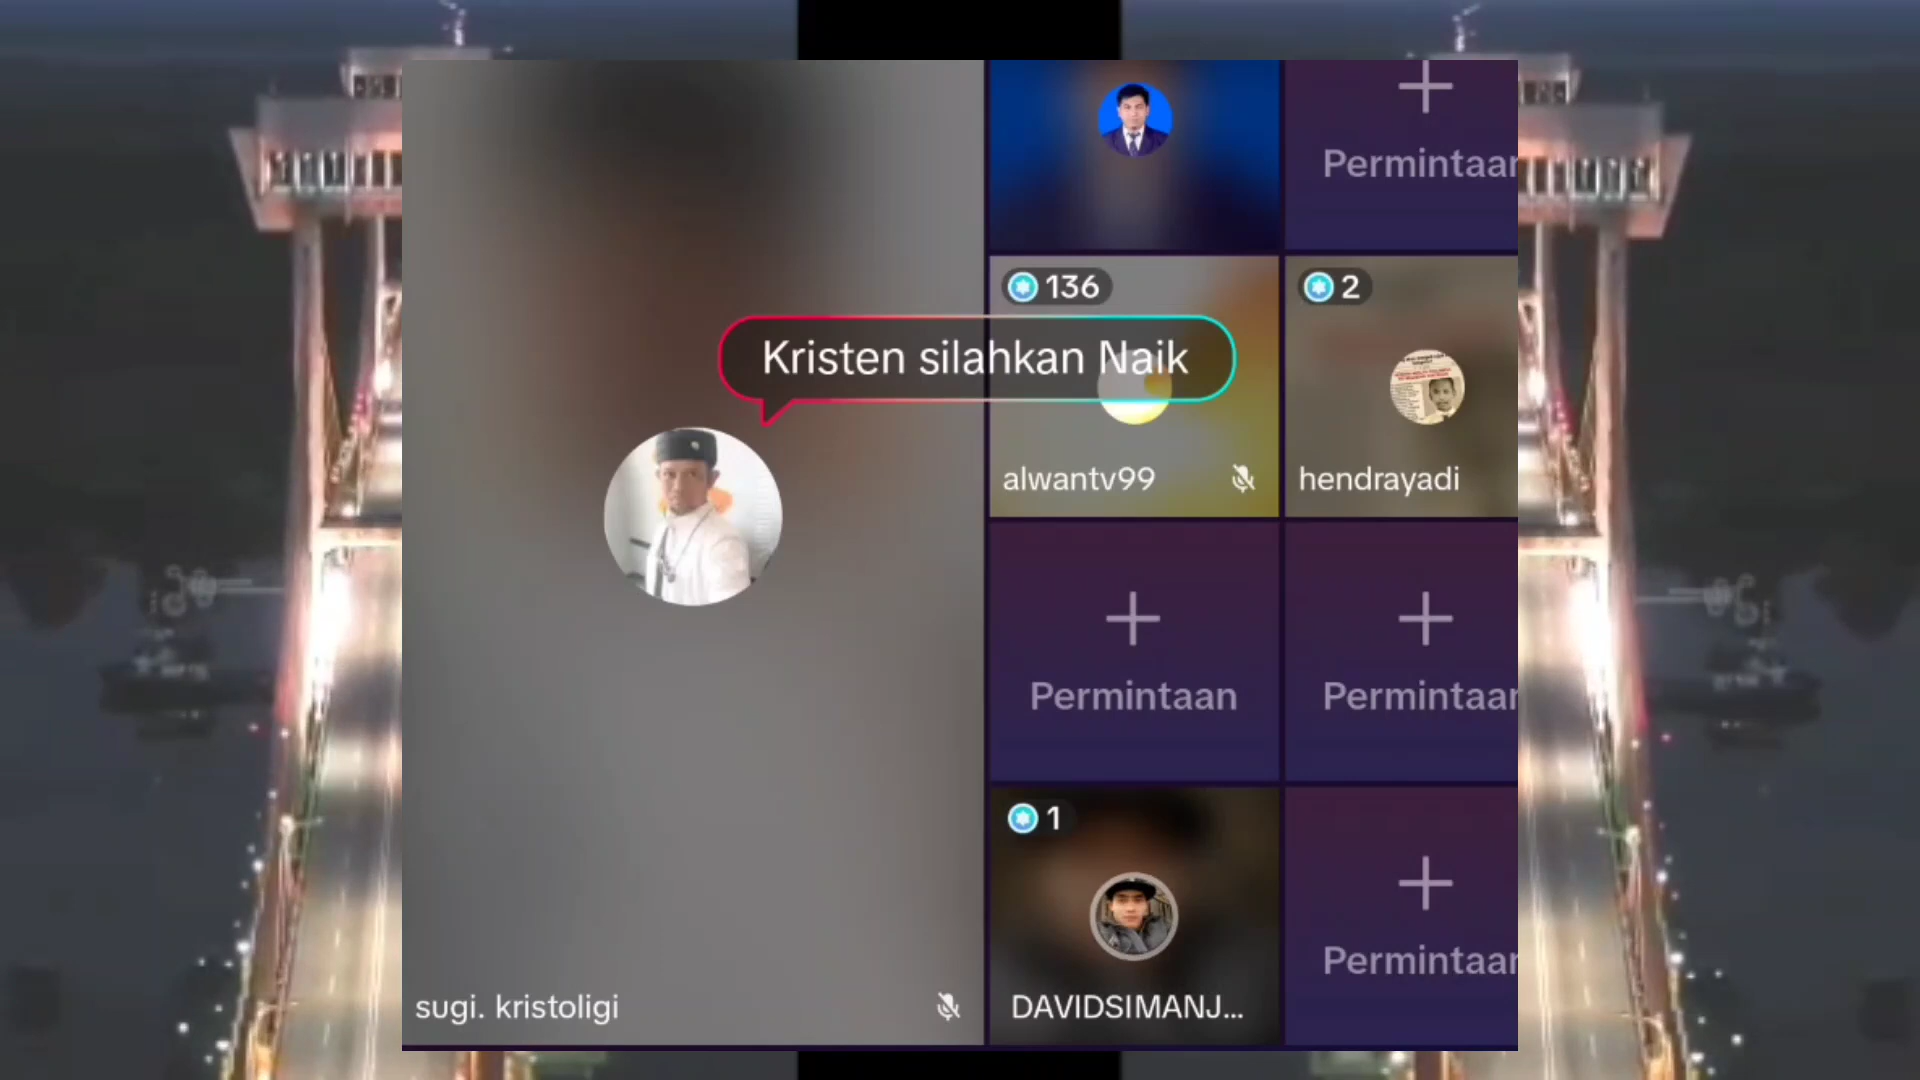 Permintaan
136
2
Kristen silahkan Naik
alwantv99
hendrayadi
Permintaan
Permintaan
1
sugi. kristoligi
DAVIDSIMANJ...
Permintaan